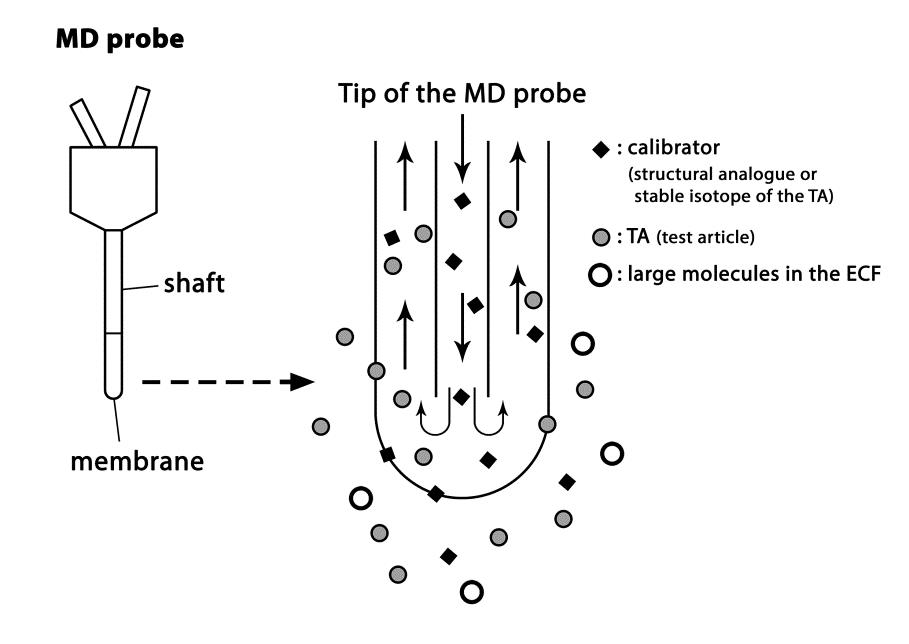 MD probe
Tip of the MD probe
: calibrator
(structural analogue or
stable isotope of the TA)
: TA (test article)
: large molecules in the ECF
shaft
membrane